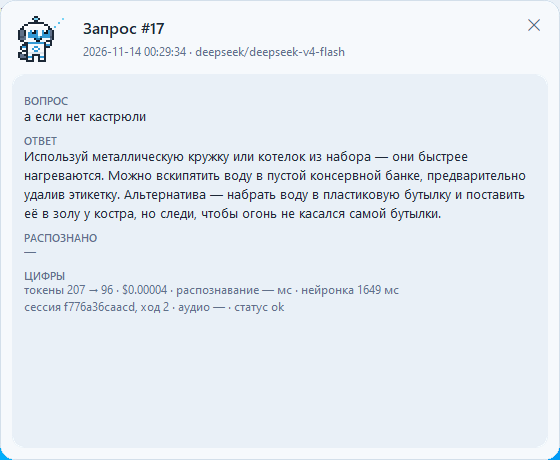 Запрос #17
2026-11-14 00:29:34 · deepseek/deepseek-v4-flash
ВОПРОС
а если нет кастрюли
ОТВЕТ
Используй металлическую кружку или котелок из набора — они быстрее
нагреваются. Можно вскипятить воду в пустой консервной банке, предварительно
удалив этикетку. Альтернатива — набрать воду в пластиковую бутылку и поставить
её в золу у костра, но следи, чтобы огонь не касался самой бутылки.
РАСПОЗНАНО
—
ЦИФРЫ
токены 207 → 96 · $0.00004 · распознавание — мс · нейронка 1649 мс
сессия f776a36caacd, ход 2 · аудио — · статус ok